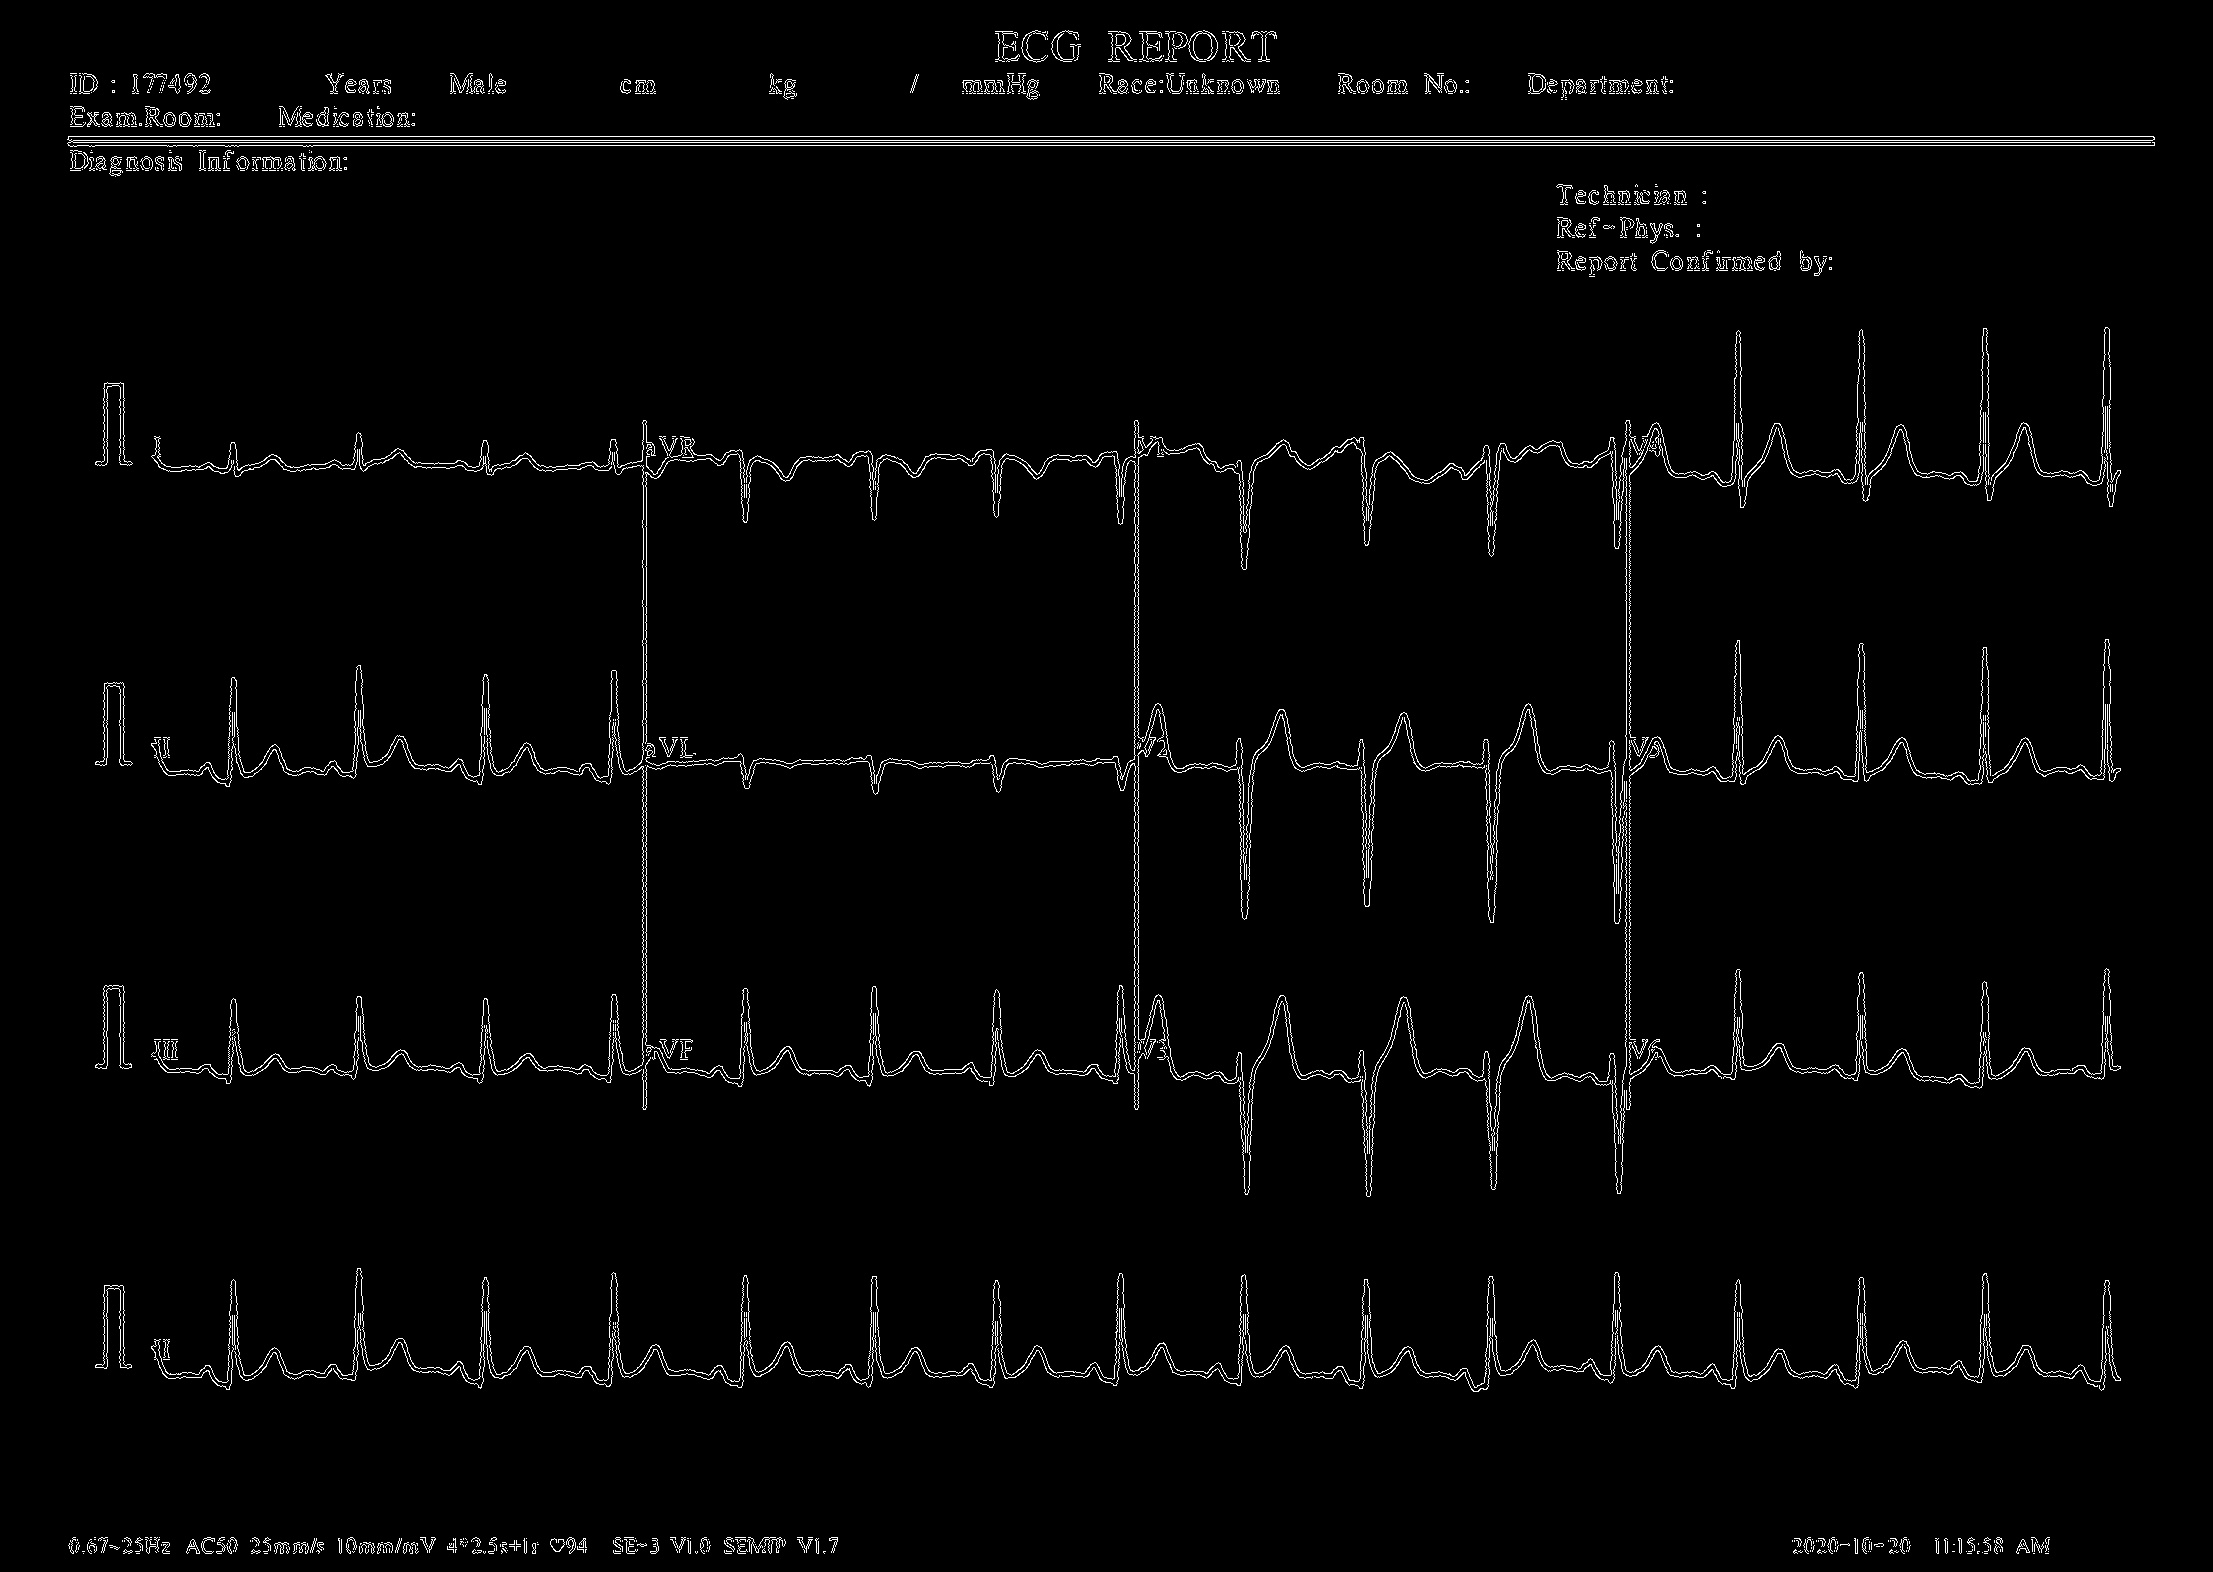 ECG REPORT
ID : 177492 Years Male cm kg / mmHg Race:Unknown Room No.: Department:
Exam.Room: Medication:
Diagnosis Information:
Technician :
Ref-Phys. :
Report Confirmed by:
I aVR V1 V4
II aVL V2 V5
III aVF V3 V6
II
0.67~25Hz AC50 25mm/s 10mm/mV 4*2.5s+1r ♡94 SE-3 V1.0 SEMIP V1.7 2020-10-20 11:15:58 AM